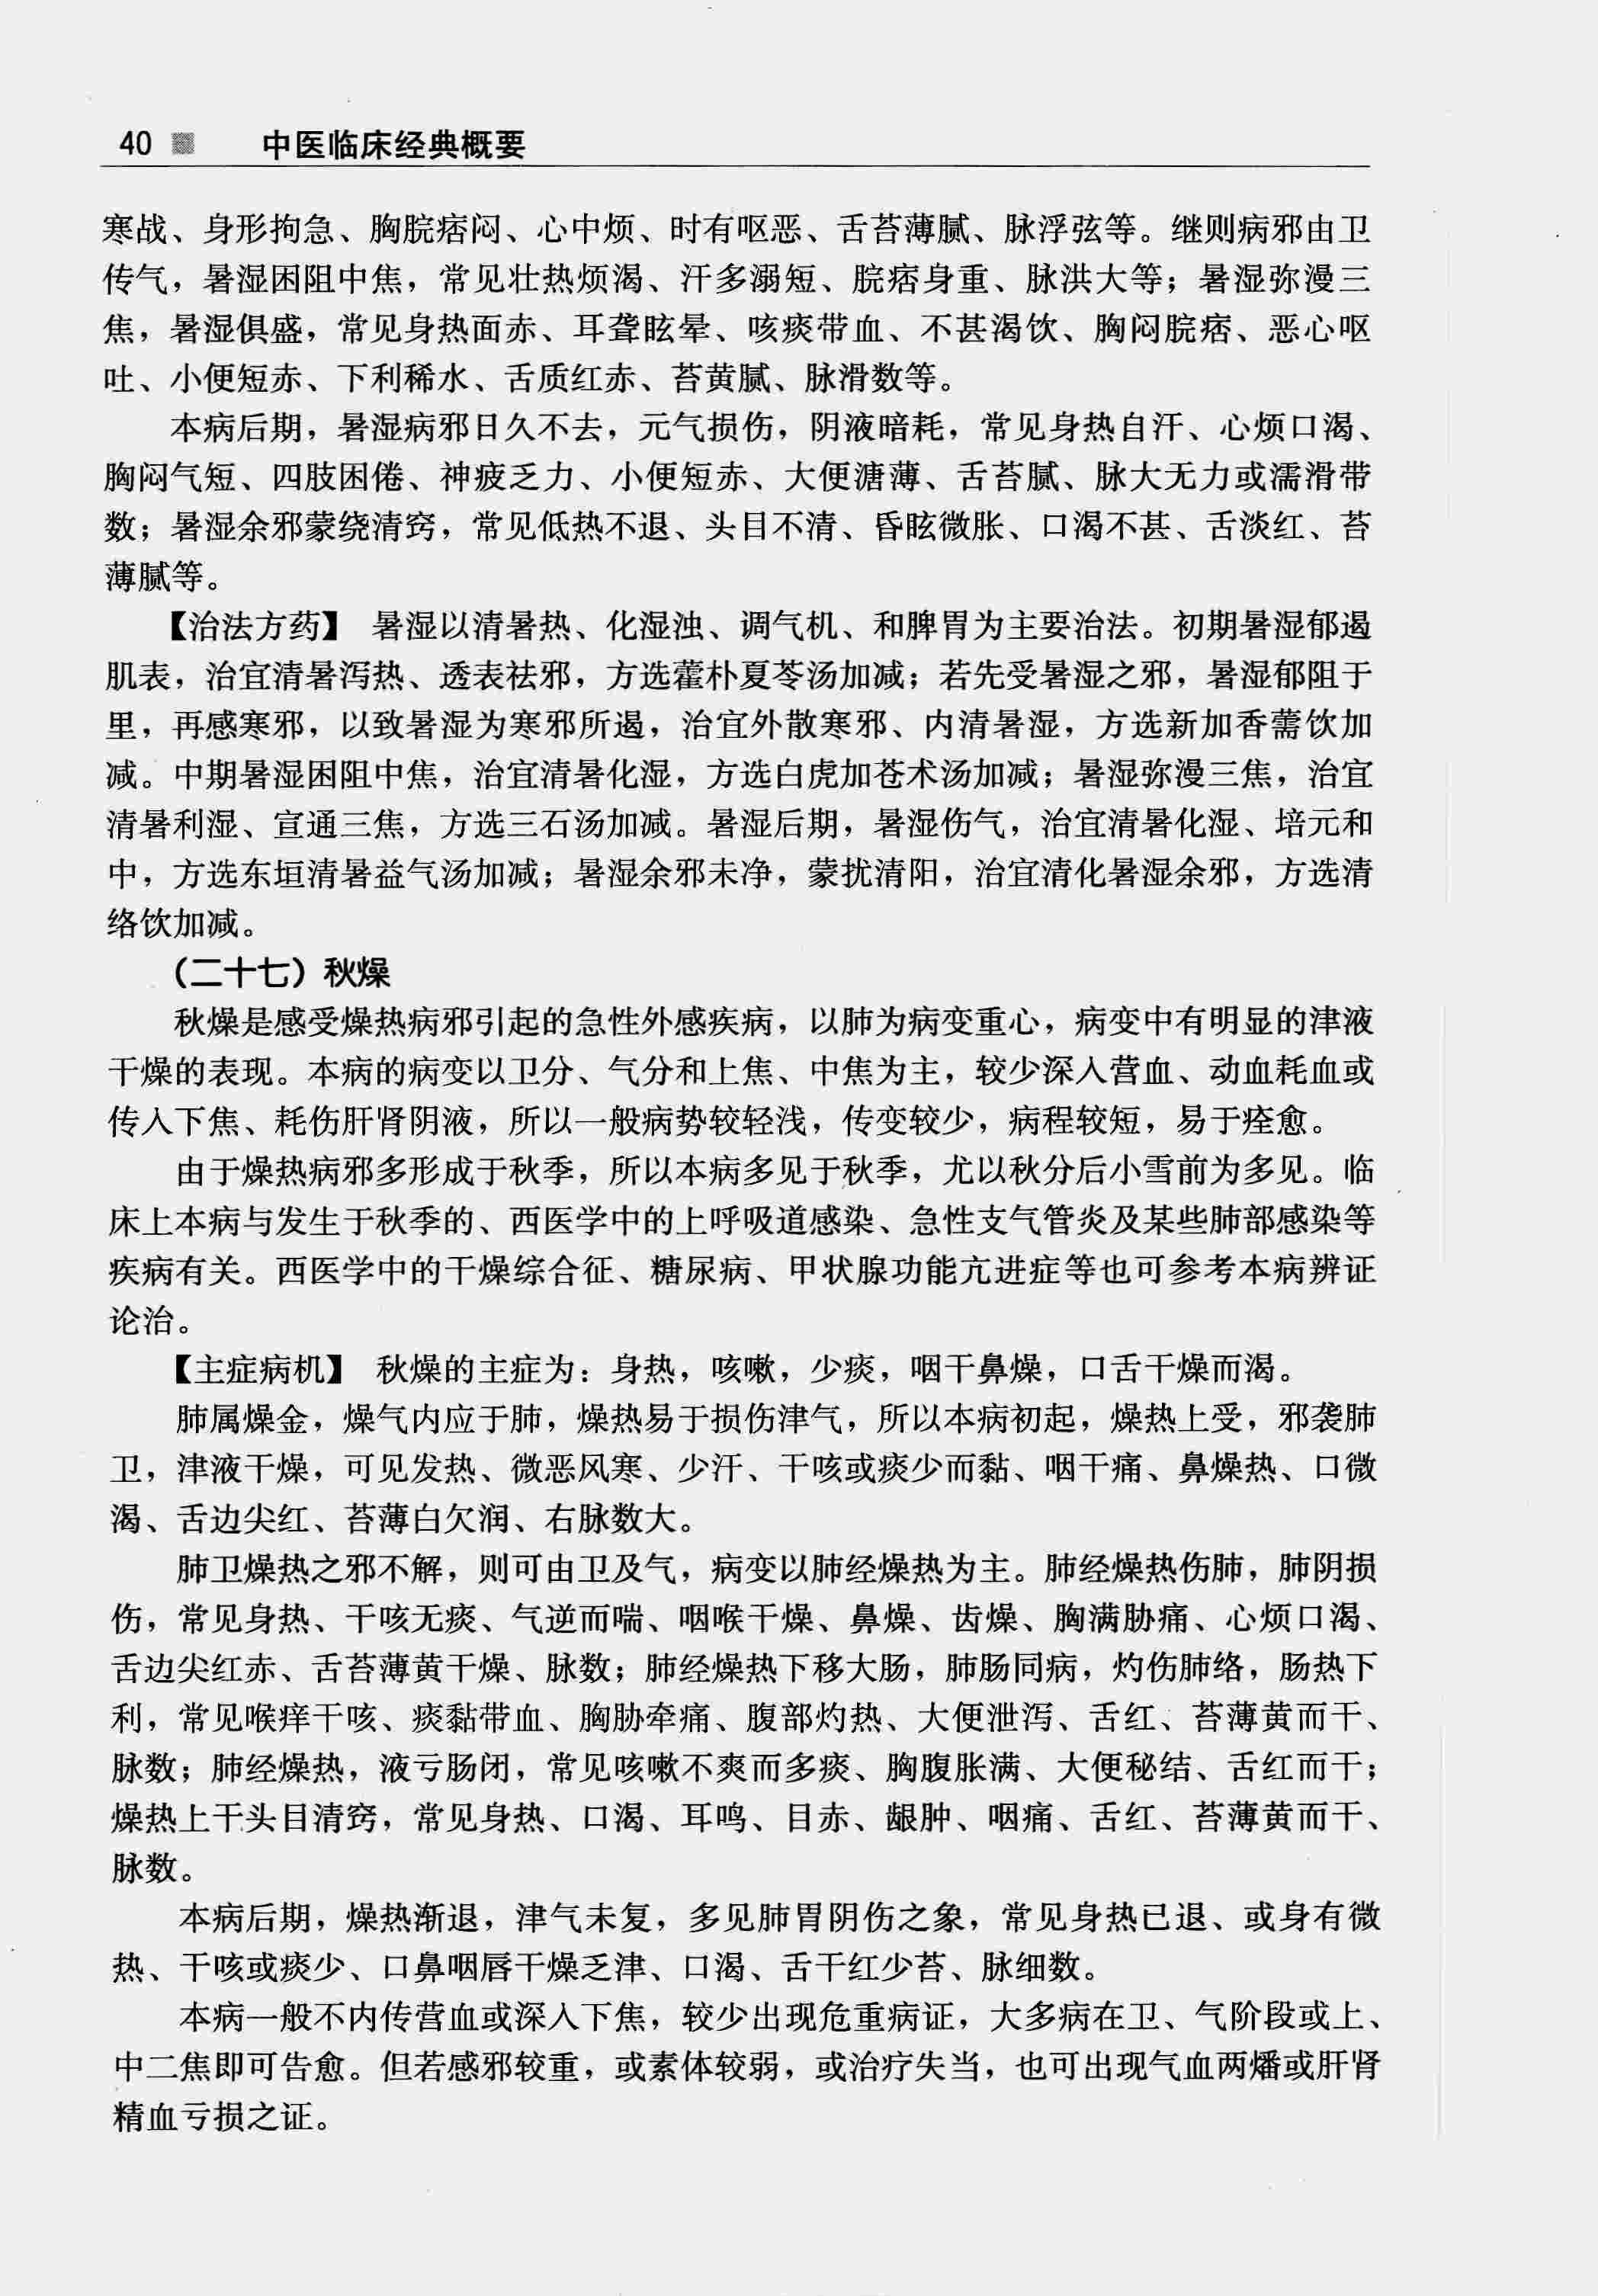 40 中医临床经典概要
寒战、身形拘急、胸脘痞闷、心中烦、时有呕恶、舌苔薄腻、脉浮弦等。继则病邪由卫
传气，暑湿困阻中焦，常见壮热烦渴、汗多溺短、脘痞身重、脉洪大等；暑湿弥漫三
焦，暑湿俱盛，常见身热面赤、耳聋眩晕、咳痰带血、不甚渴饮、胸闷脘痞、恶心呕
吐、小便短赤、下利稀水、舌质红赤、苔黄腻、脉滑数等。
本病后期，暑湿病邪日久不去，元气损伤，阴液暗耗，常见身热自汗、心烦口渴、
胸闷气短、四肢困倦、神疲乏力、小便短赤、大便溏薄、舌苔腻、脉大无力或濡滑带
数；暑湿余邪蒙绕清窍，常见低热不退、头目不清、昏眩微胀、口渴不甚、舌淡红、苔
薄腻等。
【治法方药】 暑湿以清暑热、化湿浊、调气机、和脾胃为主要治法。初期暑湿郁遏
肌表，治宜清暑泻热、透表祛邪，方选藿朴夏苓汤加减；若先受暑湿之邪，暑湿郁阻于
里，再感寒邪，以致暑湿为寒邪所遏，治宜外散寒邪、内清暑湿，方选新加香薷饮加
减。中期暑湿困阻中焦，治宜清暑化湿，方选白虎加苍术汤加减；暑湿弥漫三焦，治宜
清暑利湿、宣通三焦，方选三石汤加减。暑湿后期，暑湿伤气，治宜清暑化湿、培元和
中，方选东垣清暑益气汤加减；暑湿余邪未净，蒙扰清阳，治宜清化暑湿余邪，方选清
络饮加减。
（二十七）秋燥
秋燥是感受燥热病邪引起的急性外感疾病，以肺为病变重心，病变中有明显的津液
干燥的表现。本病的病变以卫分、气分和上焦、中焦为主，较少深入营血、动血耗血或
传入下焦、耗伤肝肾阴液，所以一般病势较轻浅，传变较少，病程较短，易于痊愈。
由于燥热病邪多形成于秋季，所以本病多见于秋季，尤以秋分后小雪前为多见。临
床上本病与发生于秋季的、西医学中的上呼吸道感染、急性支气管炎及某些肺部感染等
疾病有关。西医学中的干燥综合征、糖尿病、甲状腺功能亢进症等也可参考本病辨证
论治。
【主症病机】 秋燥的主症为：身热，咳嗽，少痰，咽干鼻燥，口舌干燥而渴。
肺属燥金，燥气内应于肺，燥热易于损伤津气，所以本病初起，燥热上受，邪袭肺
卫，津液干燥，可见发热、微恶风寒、少汗、干咳或痰少而黏、咽干痛、鼻燥热、口微
渴、舌边尖红、苔薄白欠润、右脉数大。
肺卫燥热之邪不解，则可由卫及气，病变以肺经燥热为主。肺经燥热伤肺，肺阴损
伤，常见身热、干咳无痰、气逆而喘、咽喉干燥、鼻燥、齿燥、胸满胁痛、心烦口渴、
舌边尖红赤、舌苔薄黄干燥、脉数；肺经燥热下移大肠，肺肠同病，灼伤肺络，肠热下
利，常见喉痒干咳、痰黏带血、胸胁牵痛、腹部灼热、大便泄泻、舌红、苔薄黄而干、
脉数；肺经燥热，液亏肠闭，常见咳嗽不爽而多痰、胸腹胀满、大便秘结、舌红而干；
燥热上干头目清窍，常见身热、口渴、耳鸣、目赤、龈肿、咽痛、舌红、苔薄黄而干、
脉数。
本病后期，燥热渐退，津气未复，多见肺胃阴伤之象，常见身热已退、或身有微
热、干咳或痰少、口鼻咽唇干燥乏津、口渴、舌干红少苔、脉细数。
本病一般不内传营血或深入下焦，较少出现危重病证，大多病在卫、气阶段或上、
中二焦即可告愈。但若感邪较重，或素体较弱，或治疗失当，也可出现气血两燔或肝肾
精血亏损之证。